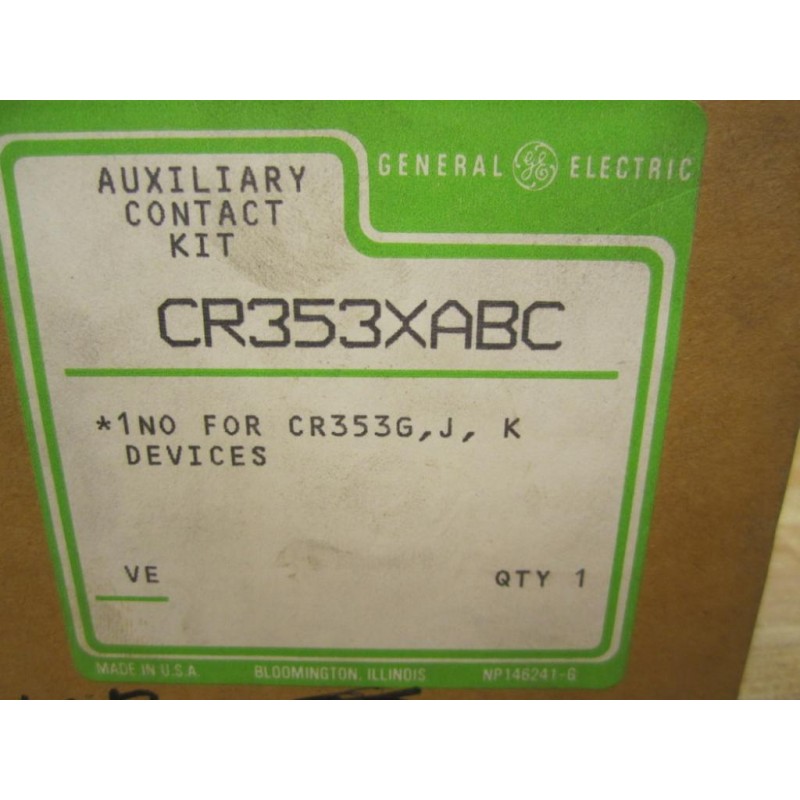 GENERAL GE ELECTRIC
AUXILIARY
CONTACT
KIT
CR353XABC
*1NO FOR CR353G,J, K
DEVICES
VE
QTY 1
MADE IN U.S.A.
BLOOMINGTON, ILLINOIS
NP146241-G